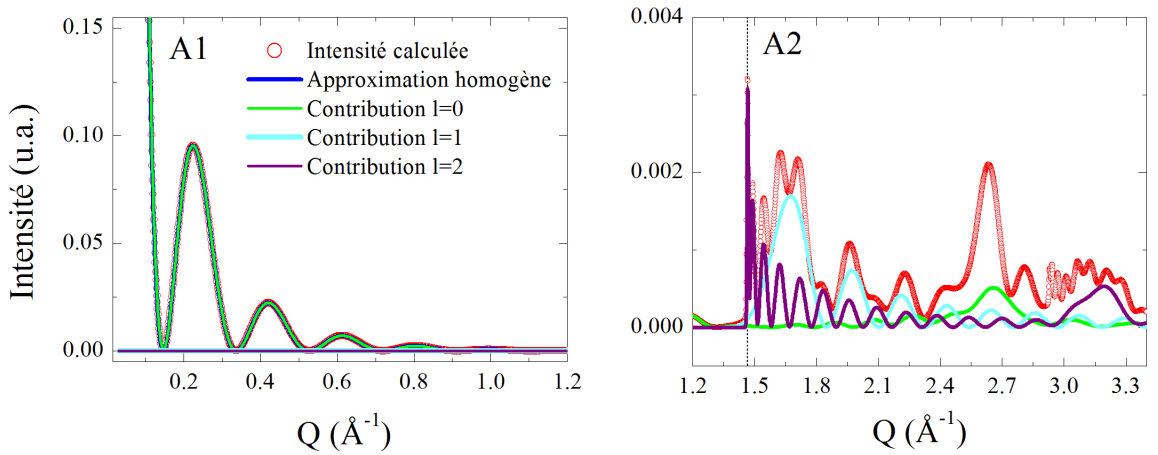 A1
Intensité calculée
Approximation homogène
Contribution l=0
Contribution l=1
Contribution l=2
Intensité (u.a.)
0.15
0.10
0.05
0.00
0.2 0.4 0.6 0.8 1.0 1.2
Q (Å-1)
A2
0.004
0.002
0.000
1.2 1.5 1.8 2.1 2.4 2.7 3.0 3.3
Q (Å-1)